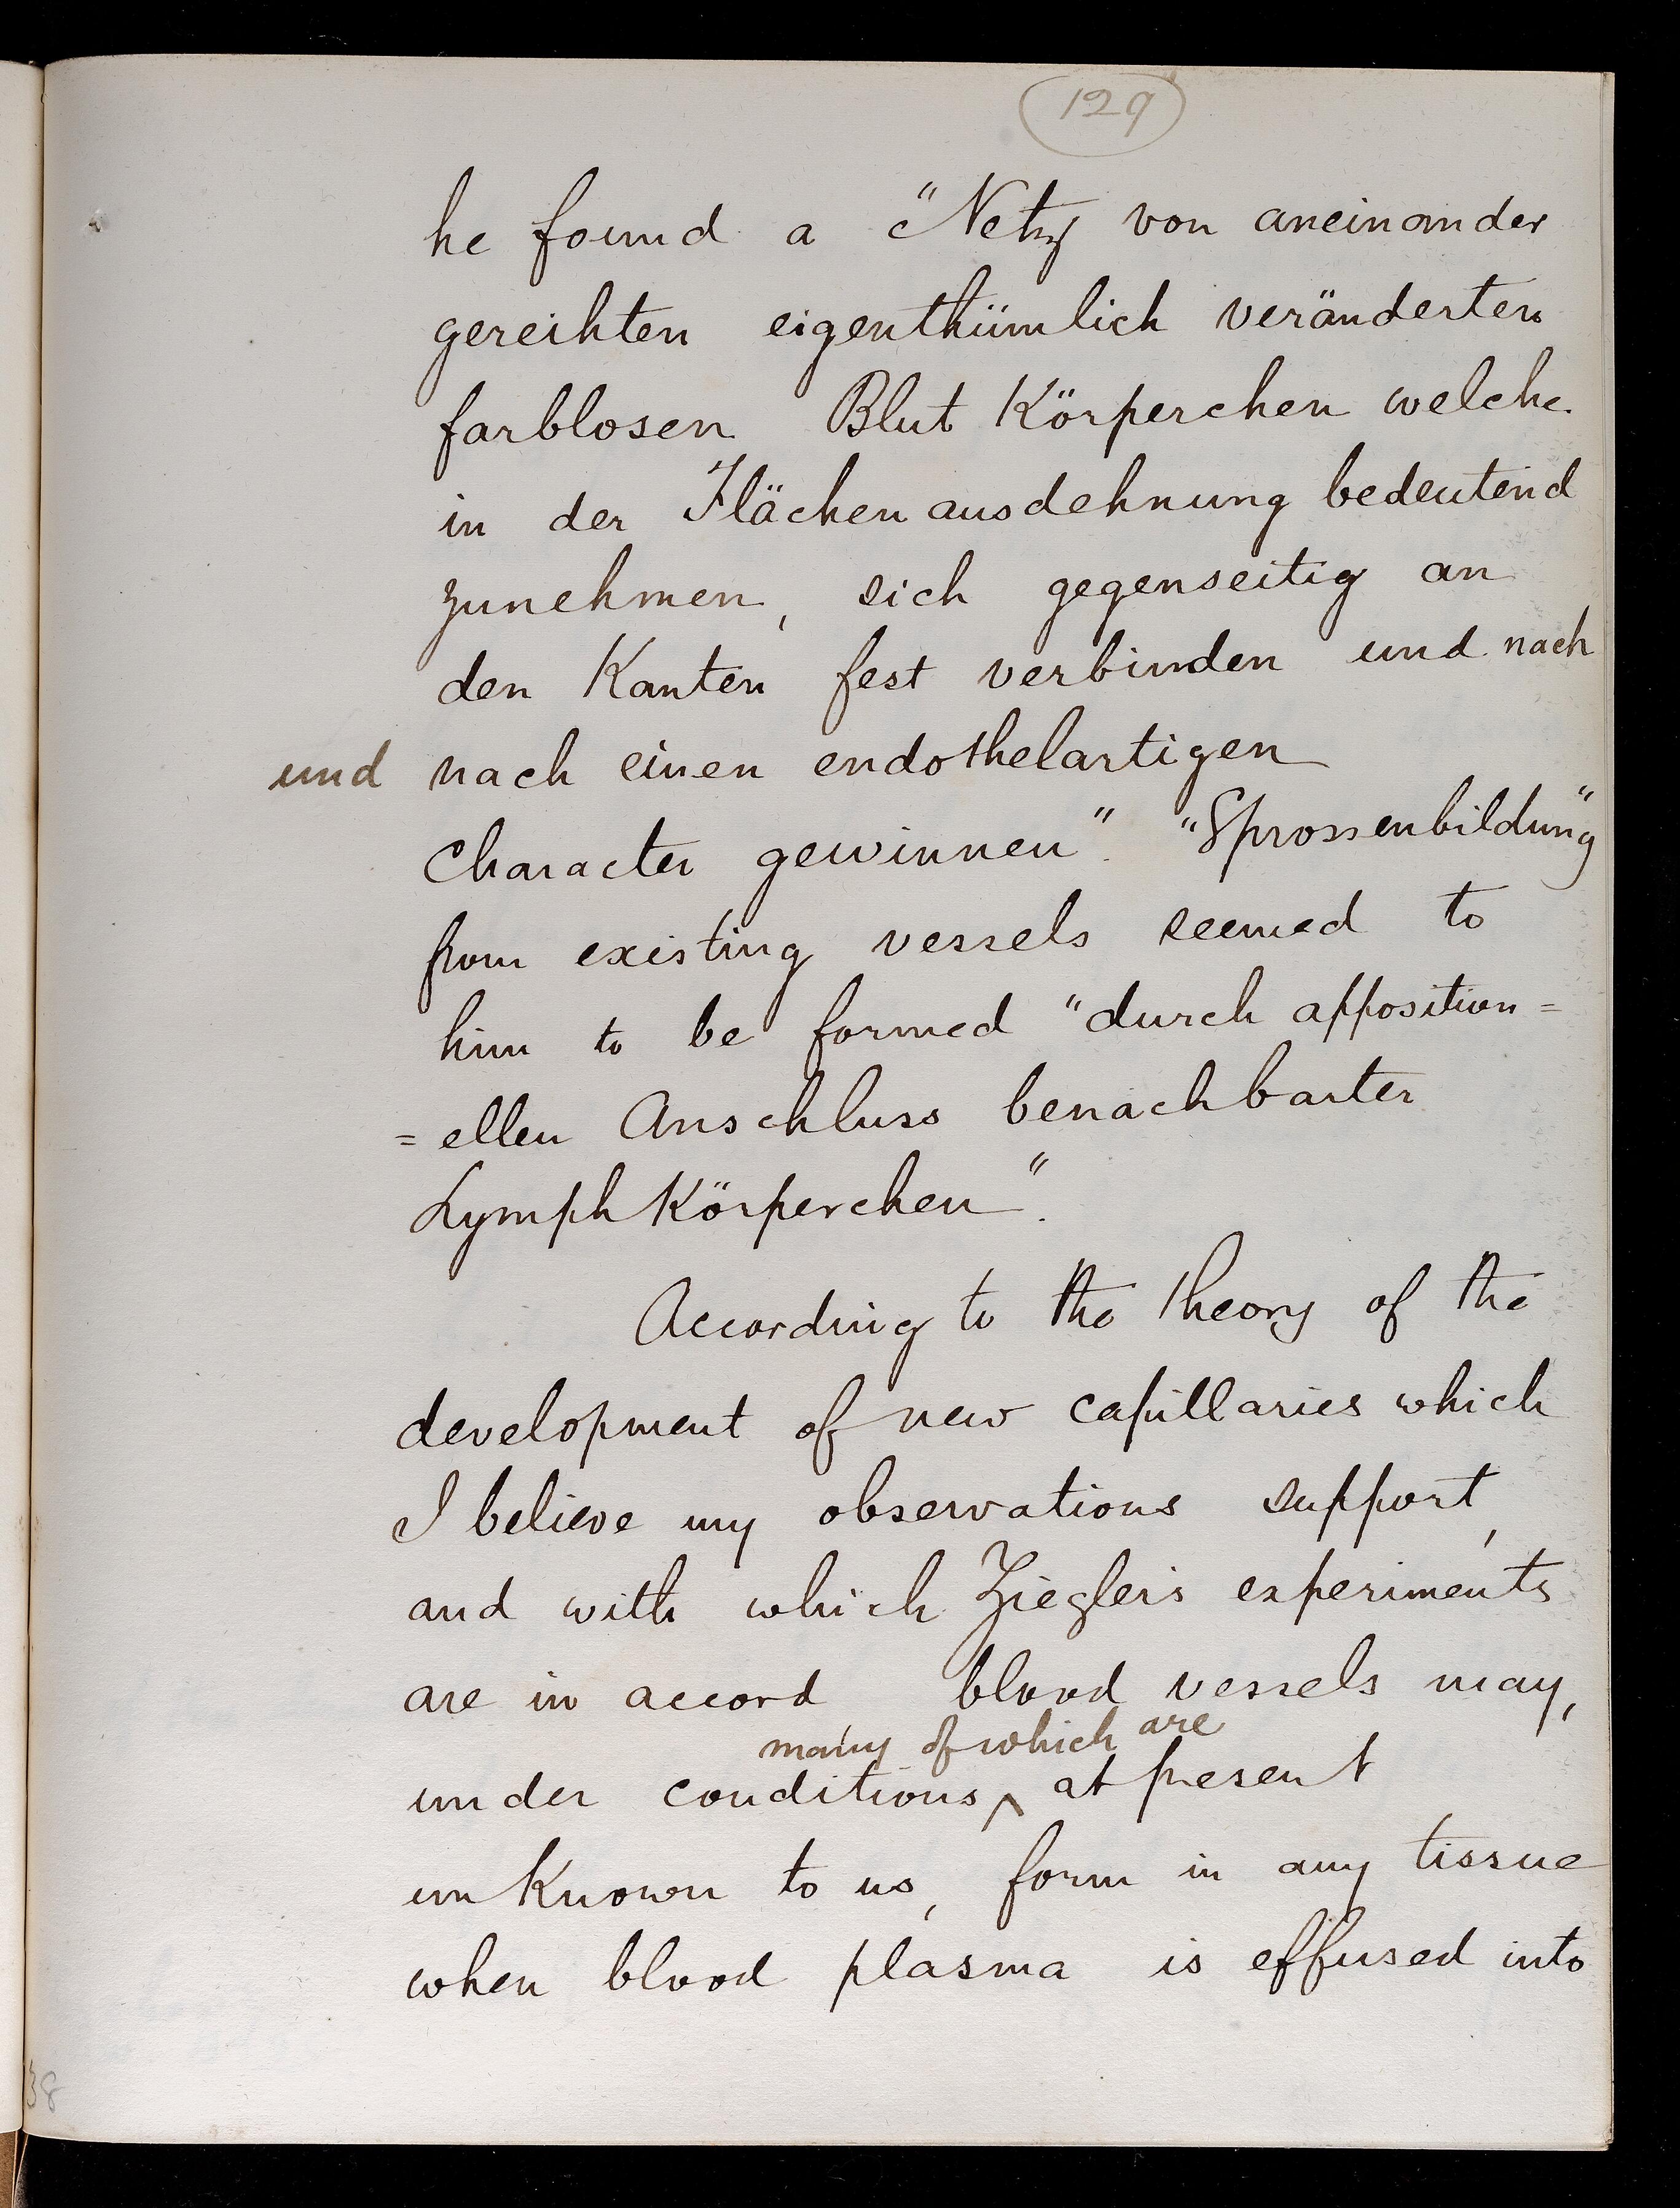 129
he found a "Netz von aneinander
gereihten eigenthümlich veränderten
farblosen Blut Körperchen welche
in der Flächenausdehnung bedeutend
zunehmen, sich gegenseitig an
den Kanten fest verbinden und nach
und nach einen endothelartigen
Character gewinnen". "Sprossenbildung"
from existing vessels seemed to
him to be formed "durch apposition=
=ellen Anschluss benachbarter
Lymph Körperchen".
According to the theory of the
development of new capillaries which
I believe my observations support,
and with which Ziegler's experiments
are in accord blood vessels may,
many of which are
under conditions ^ at present
unknown to us, form in any tissue
when blood plasma is effused into